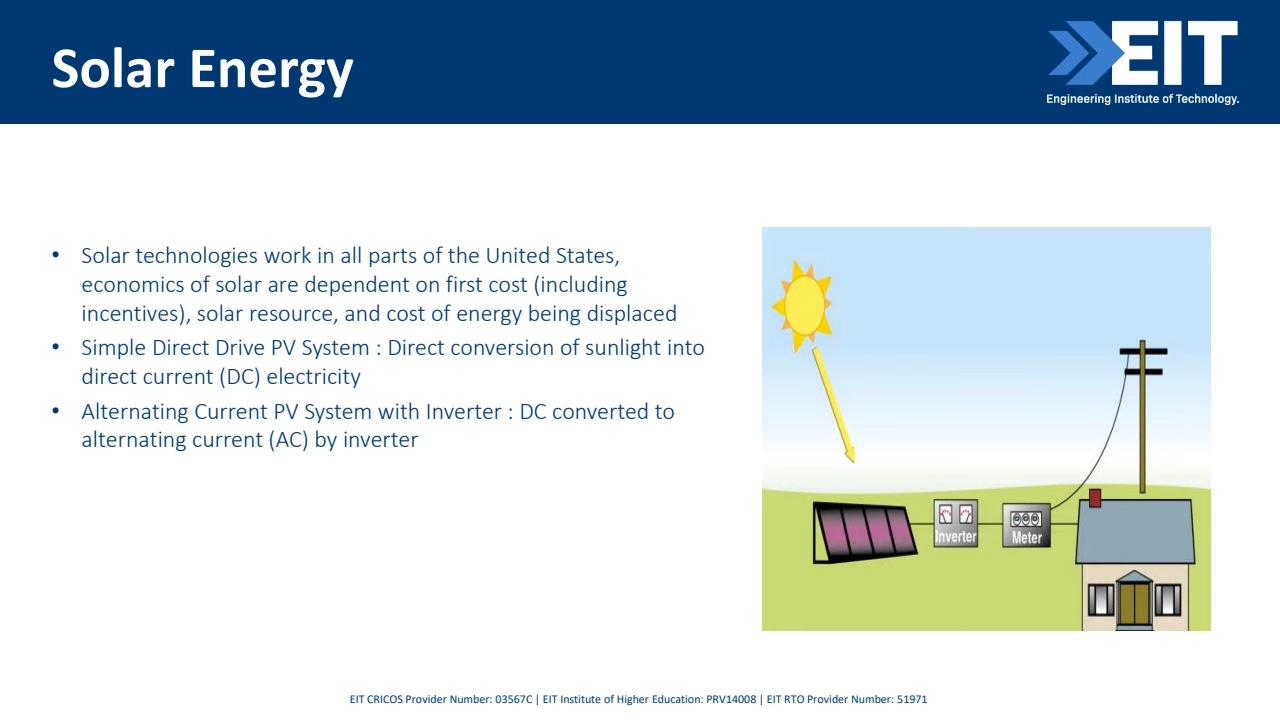 Solar Energy
EIT
Engineering Institute of Technology.
• Solar technologies work in all parts of the United States,
economics of solar are dependent on first cost (including
incentives), solar resource, and cost of energy being displaced
• Simple Direct Drive PV System : Direct conversion of sunlight into
direct current (DC) electricity
• Alternating Current PV System with Inverter : DC converted to
alternating current (AC) by inverter
Inverter
Meter
EIT CRICOS Provider Number: 03567C | EIT Institute of Higher Education: PRV14008 | EIT RTO Provider Number: 51971